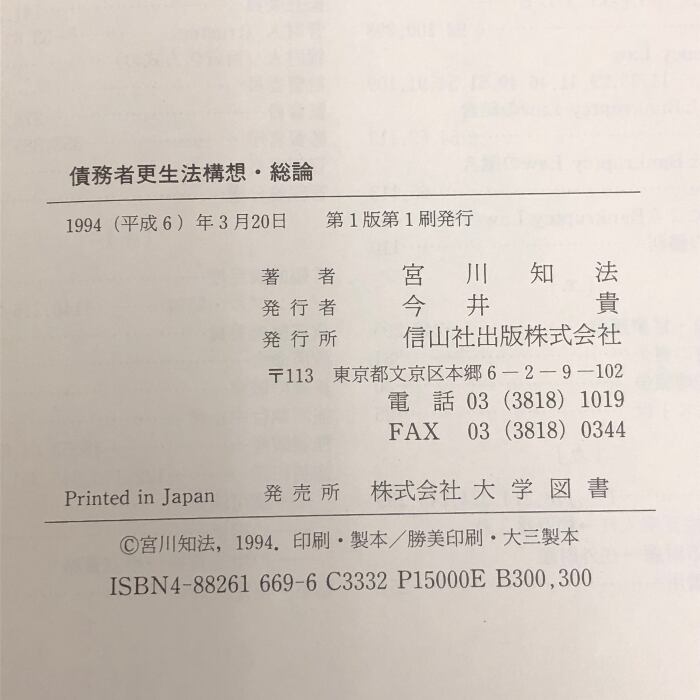 債務者更生法構想・総論
1994(平成6)年3月20日 第1版第1刷発行
著者 宮川知法
発行者 今井貴
発行所 信山社出版株式会社
〒113 東京都文京区本郷6-2-9-102
電話 03(3818)1019
FAX 03(3818)0344
Printed in Japan 発売所 株式会社大学図書
©宮川知法,1994.印刷・製本/勝美印刷・大三製本
ISBN4-88261 669-6 C3332 P15000E B300,300